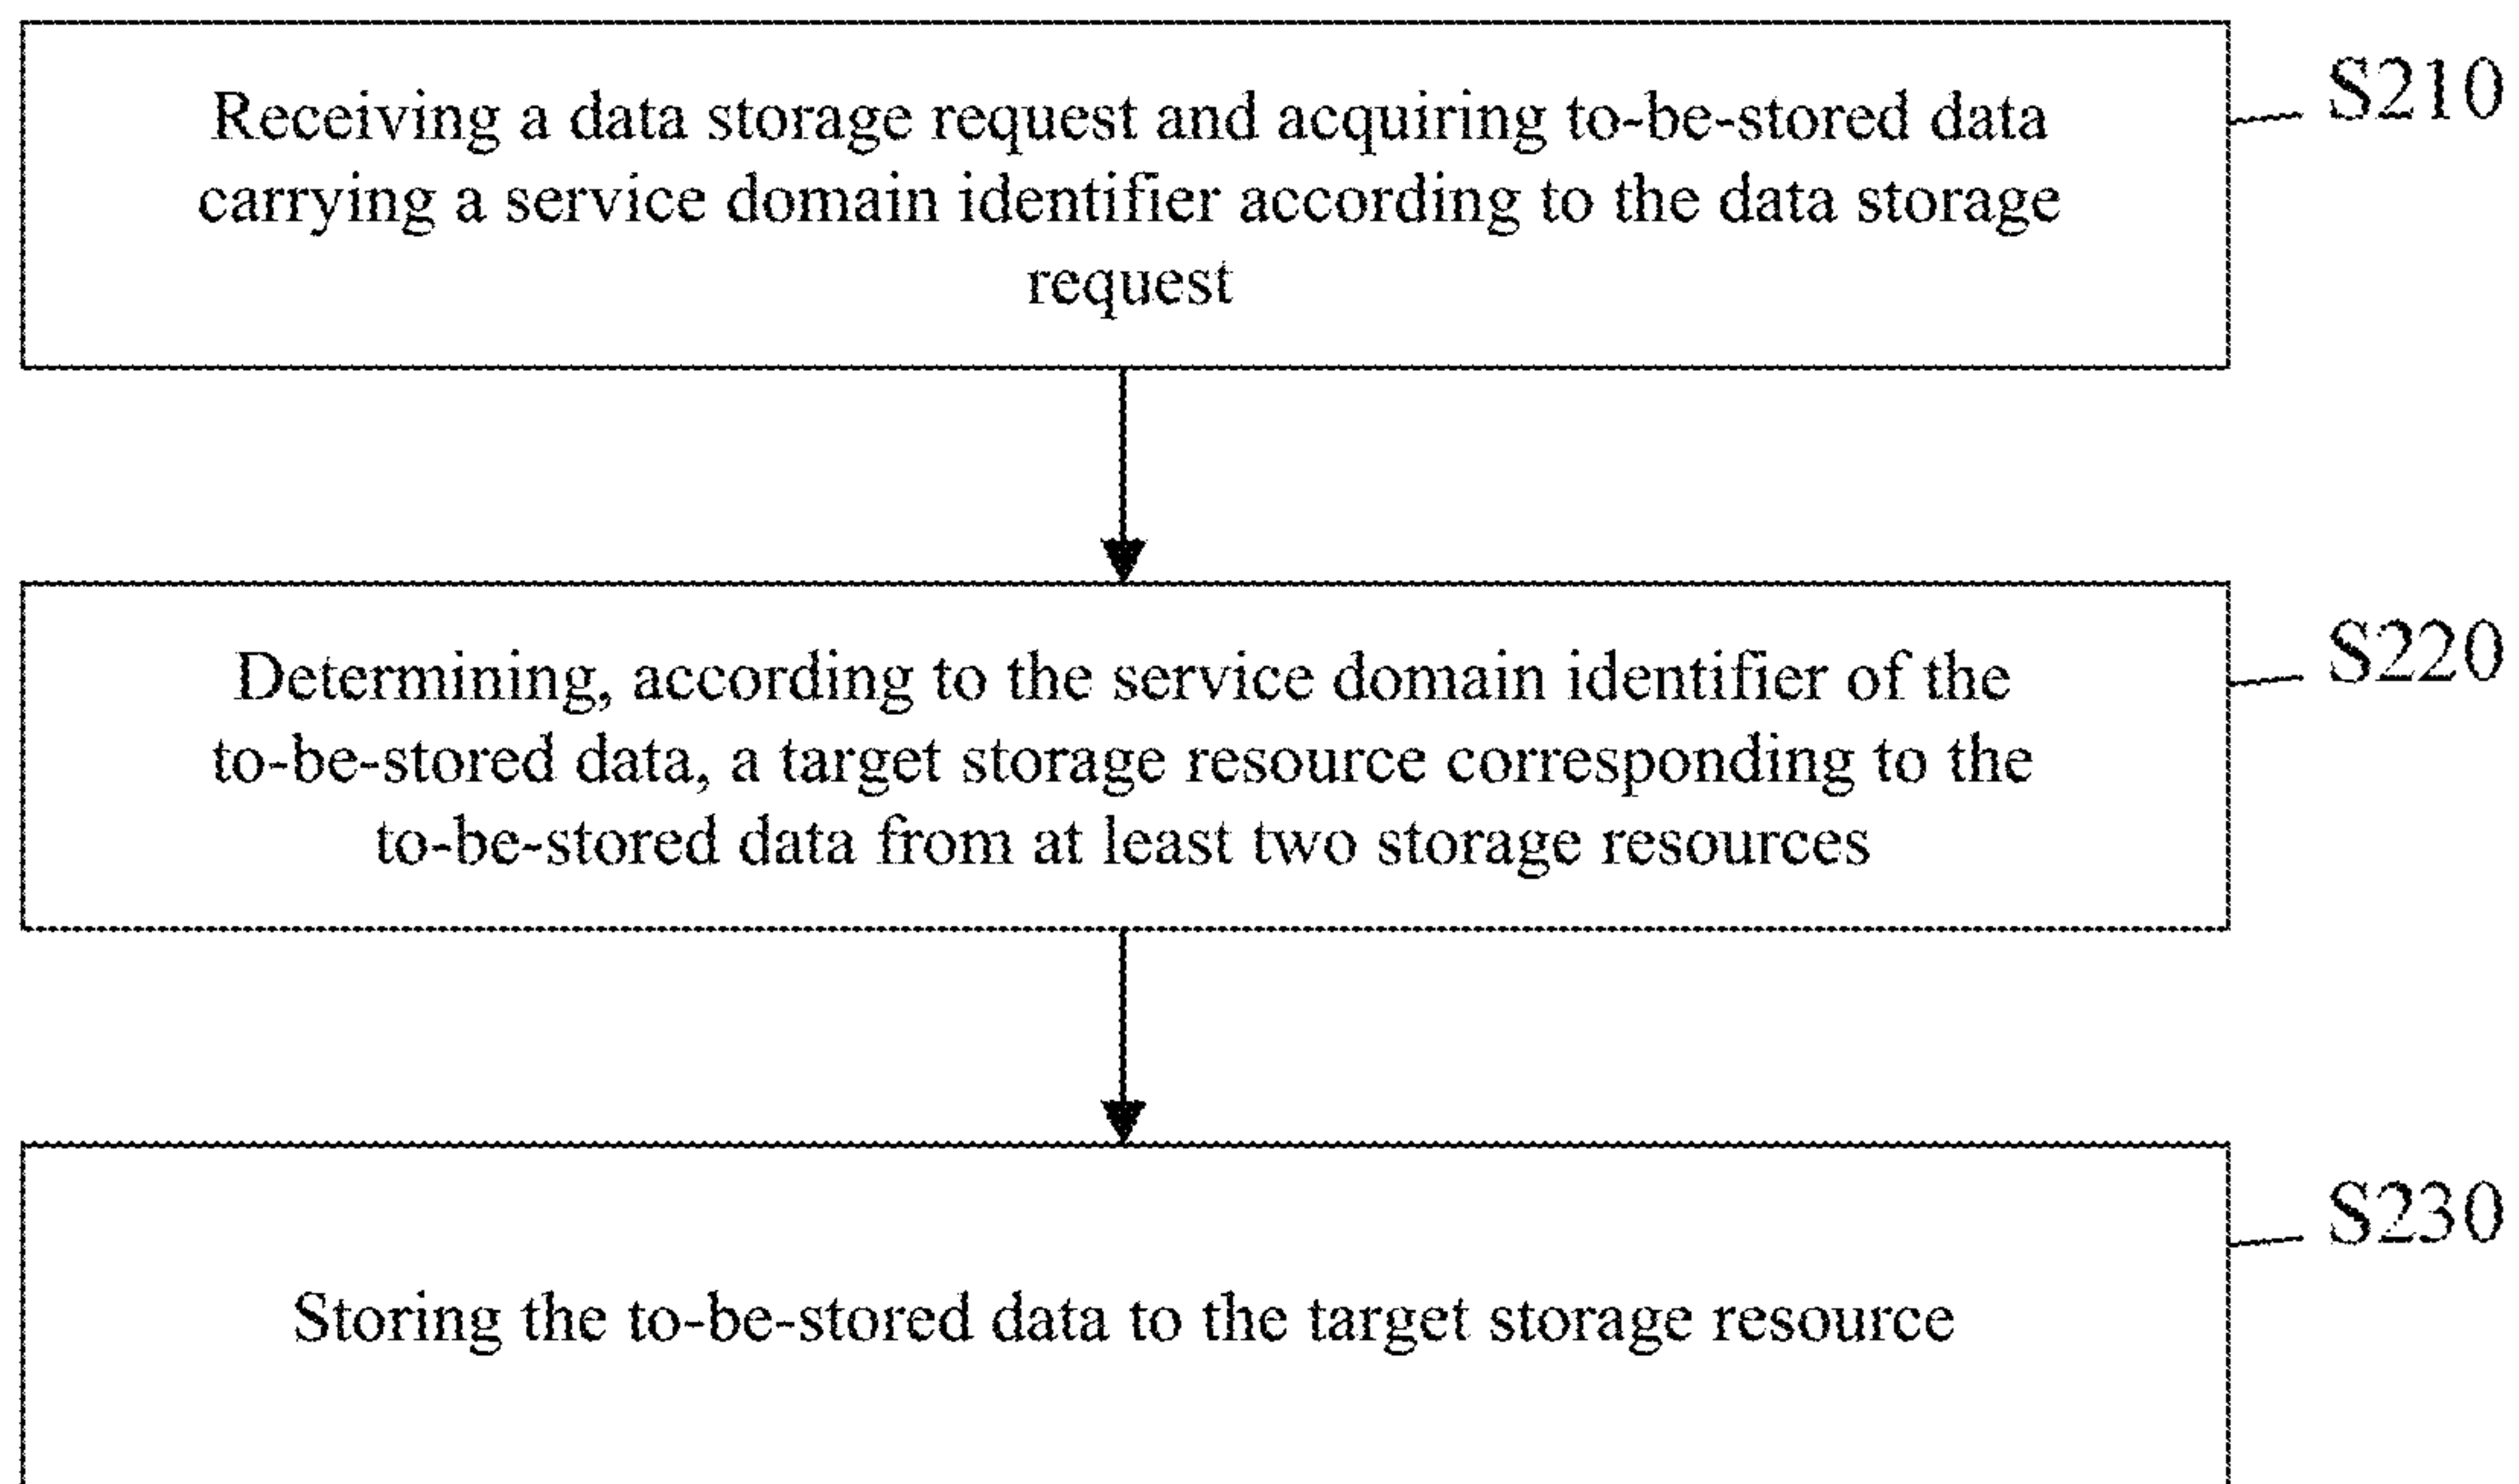 Receiving a data storage request and acquiring to-be-stored data
carrying a service domain identifier according to the data storage
request
S210
Determining, according to the service domain identifier of the
to-be-stored data, a target storage resource corresponding to the
to-be-stored data from at least two storage resources
S220
Storing the to-be-stored data to the target storage resource
S230